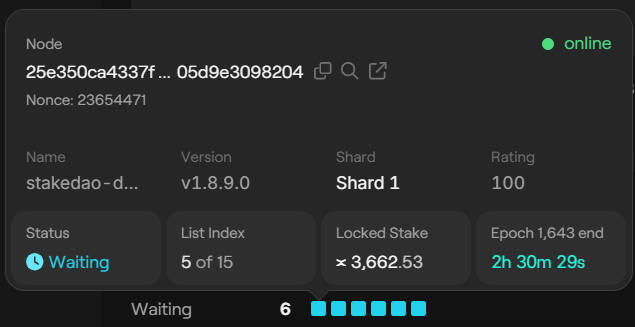 Node
online
25e350ca4337f... 05d9e3098204
Nonce: 23654471
Name Version Shard Rating
stakedao-d... v1.8.9.0 Shard 1 100
Status List Index Locked Stake Epoch 1,643 end
Waiting 5 of 15 3,662.53 2h 30m 29s
Waiting 6